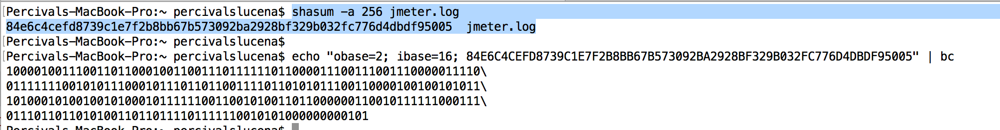 [Percivals-MacBook-Pro:~ percivalslucena$ shasum -a 256 jmeter.log
84e6c4cefd8739c1e7f2b8bb67b573092ba2928bf329b032fc776d4dbdf95005  jmeter.log
[Percivals-MacBook-Pro:~ percivalslucena$
[Percivals-MacBook-Pro:~ percivalslucena$ echo "obase=2; ibase=16; 84E6C4CEFD8739C1E7F2B8BB67B573092BA2928BF329B032FC776D4DBDF95005" | bc
10000100111001101100010011001110111111011000011100111001110000011110\
01111111001010111000101110110110011110110101011100110000100100101011\
10100010100100101000101111110011001010011011000000110010111111000111\
0111011011010100110110111101111110010101000000000101
Percivals-MacBook-Pro:~ percivalslucena$